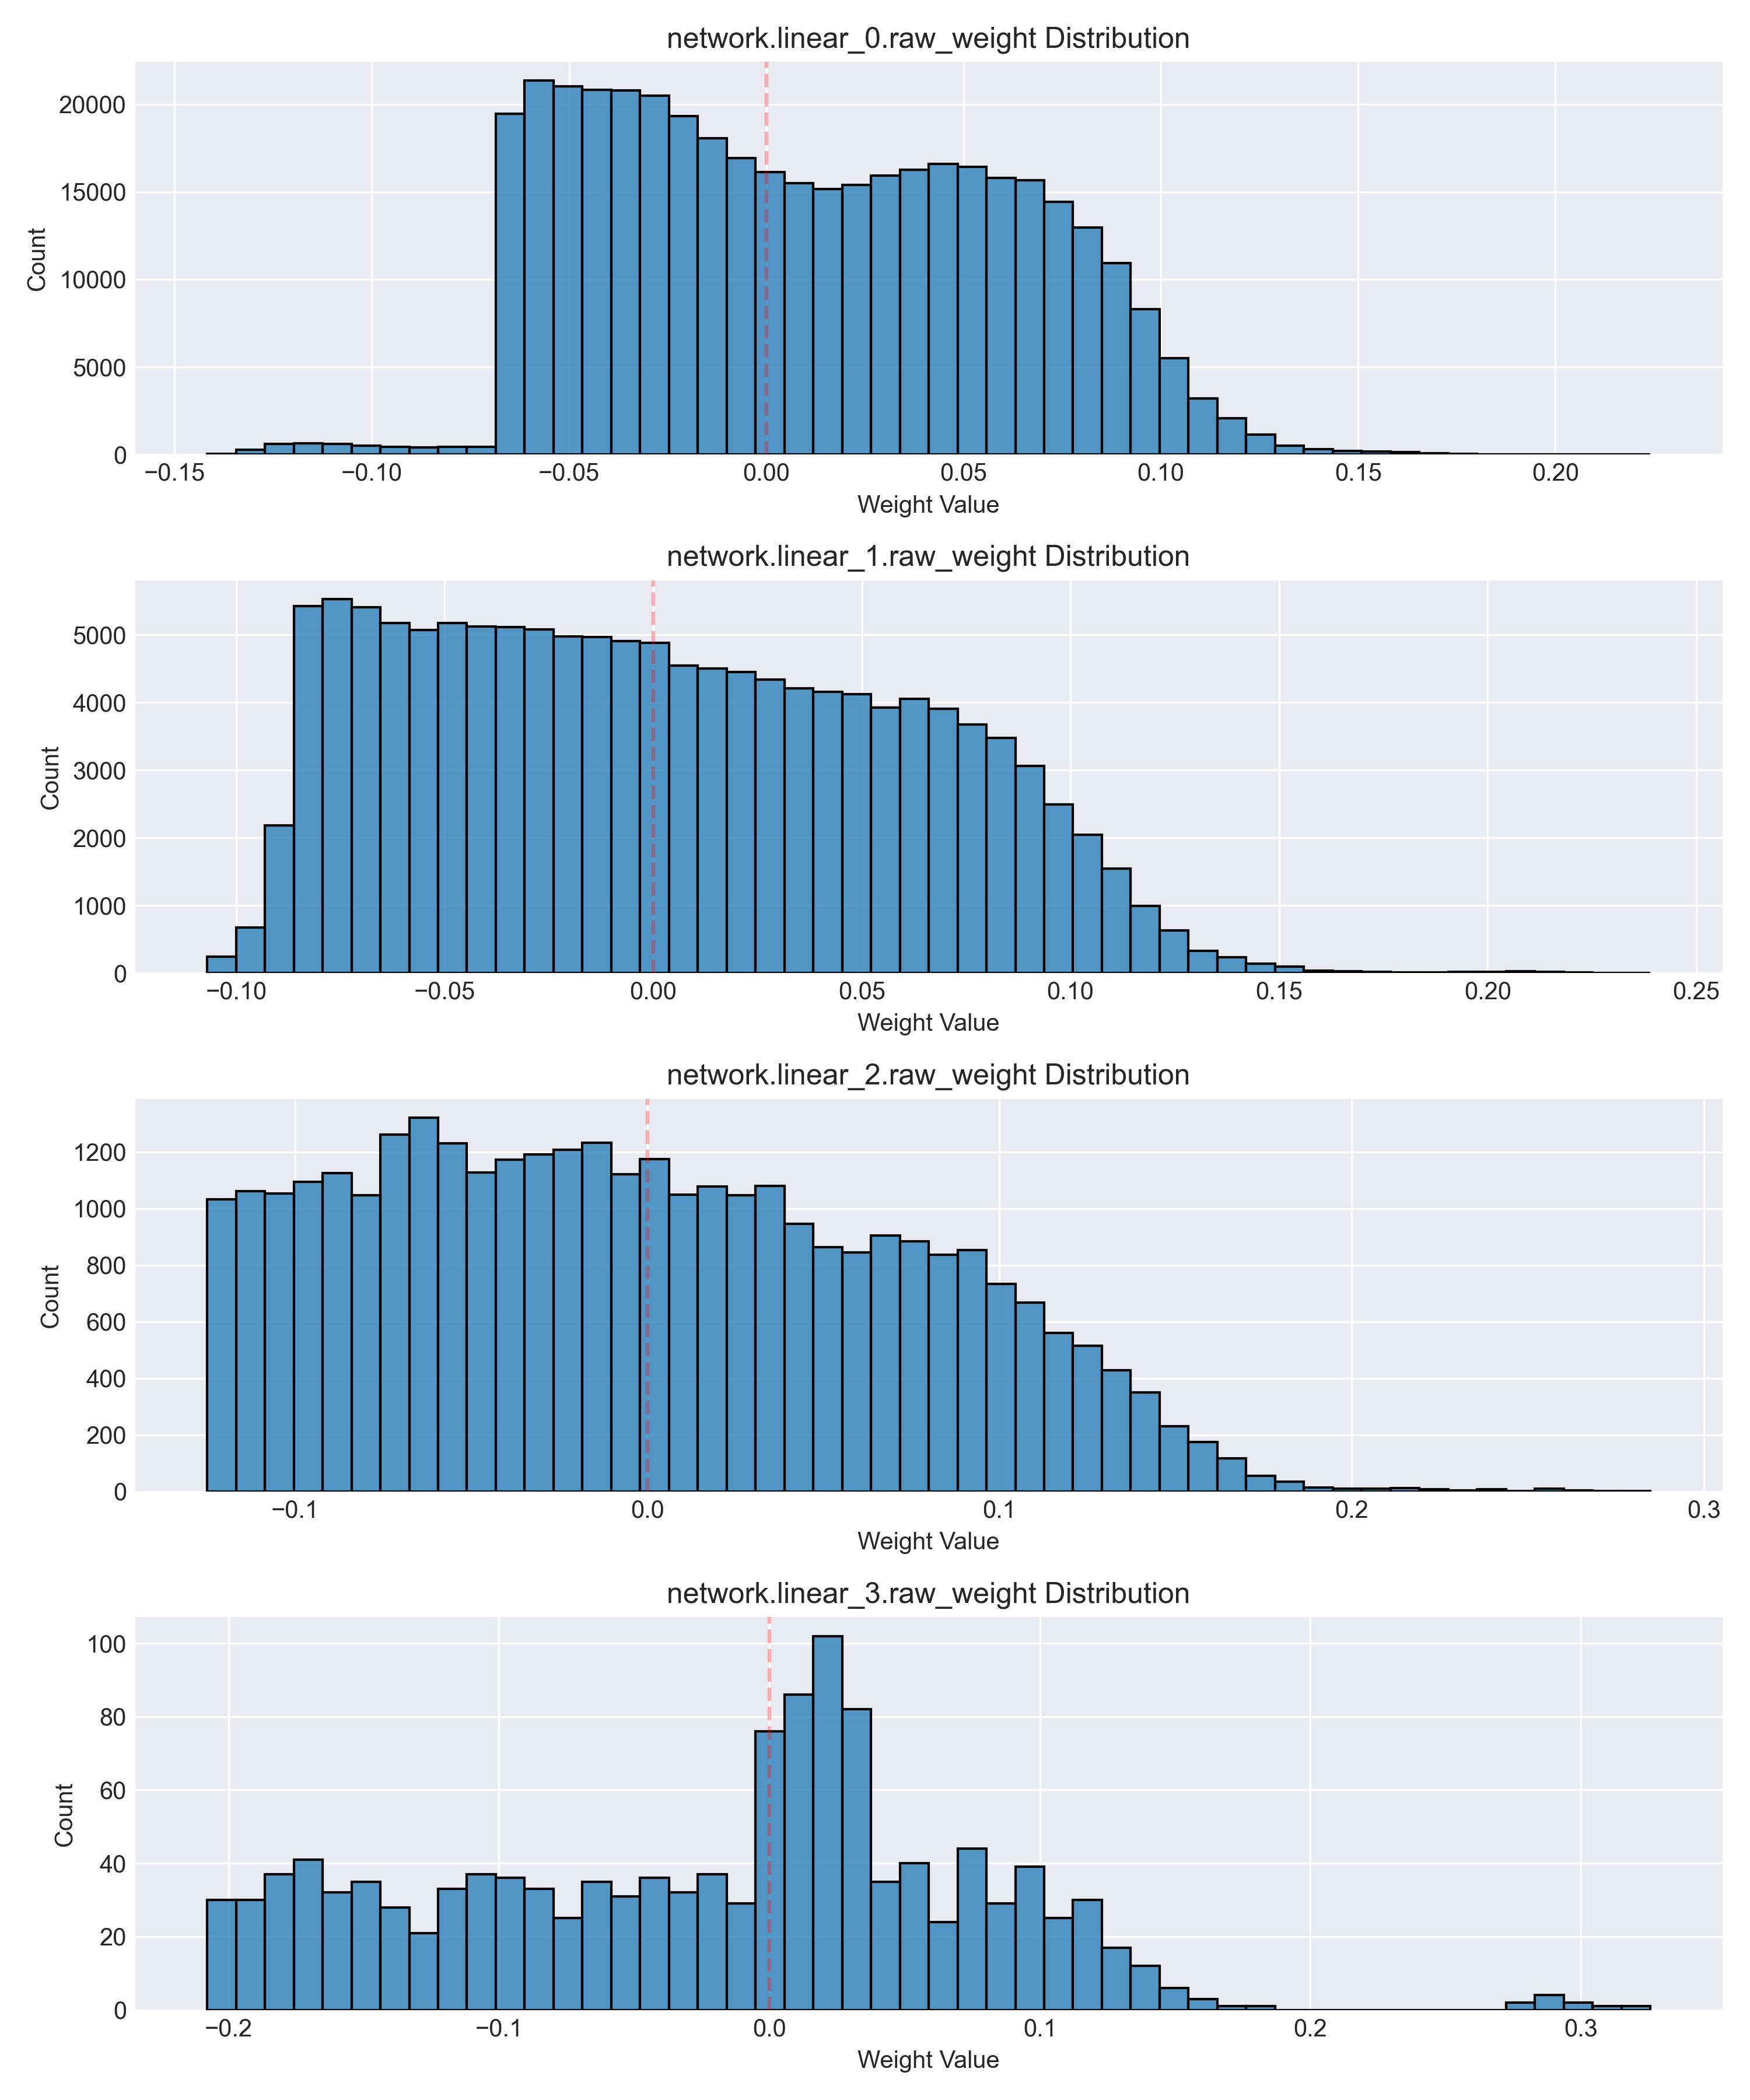 network.linear_0.raw_weight Distribution
20000
15000
10000
5000
0
Count
−0.15 −0.10 −0.05 0.00 0.05 0.10 0.15 0.20
Weight Value
network.linear_1.raw_weight Distribution
5000
4000
3000
2000
1000
0
Count
−0.10 −0.05 0.00 0.05 0.10 0.15 0.20 0.25
Weight Value
network.linear_2.raw_weight Distribution
1200
1000
800
600
400
200
0
Count
−0.1 0.0 0.1 0.2 0.3
Weight Value
network.linear_3.raw_weight Distribution
100
80
60
40
20
0
Count
−0.2 −0.1 0.0 0.1 0.2 0.3
Weight Value